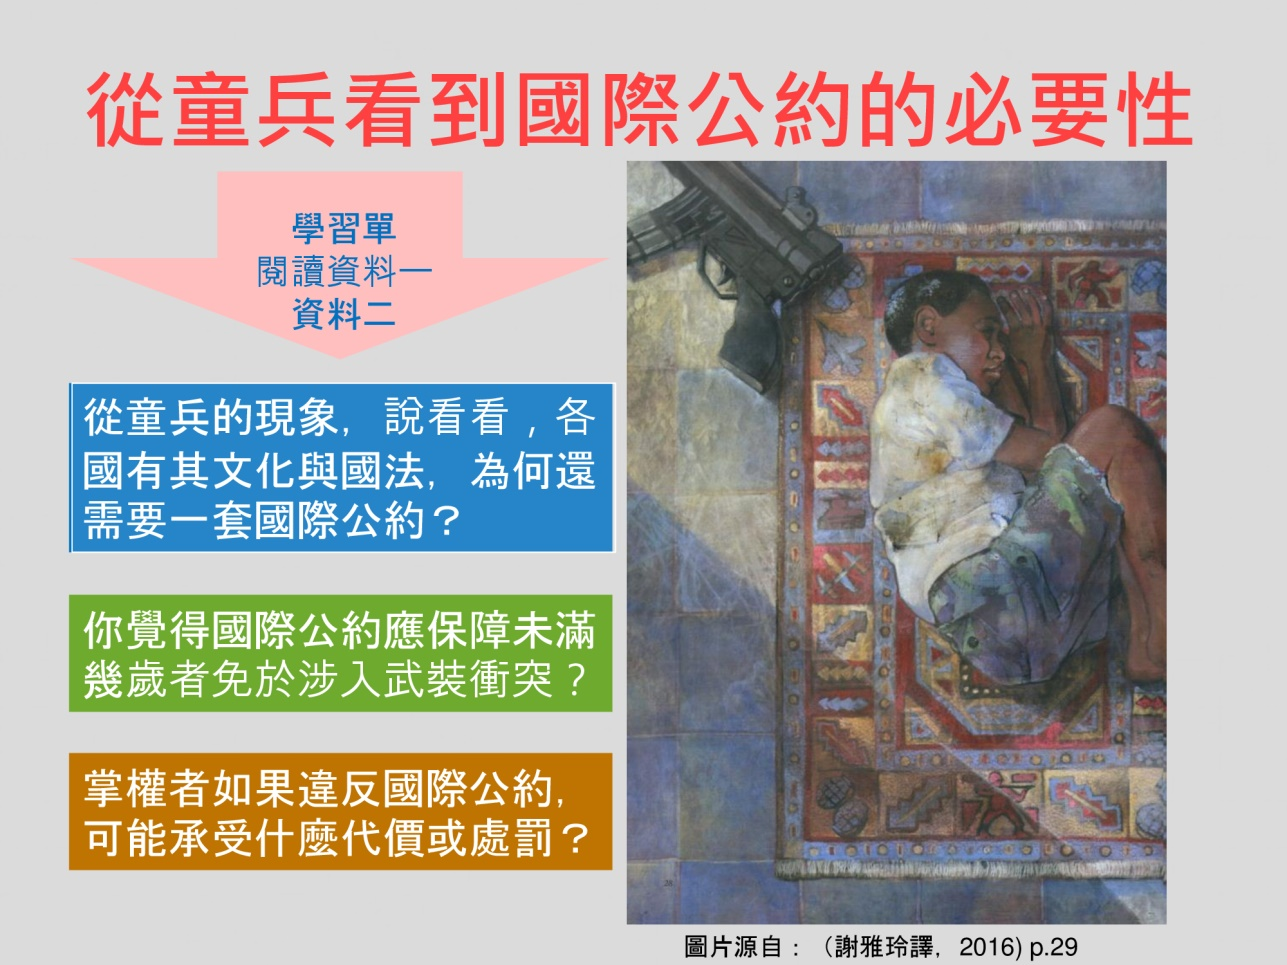 從童兵看到國際公約的必要性
學習單
閱讀資料一
資料二
從童兵的現象，說看看，各
國有其文化與國法，為何還
需要一套國際公約？
你覺得國際公約應保障未滿
幾歲者免於涉入武裝衝突？
掌權者如果違反國際公約，
可能承受什麼代價或處罰？
圖片源自：（謝雅玲譯，2016) p.29